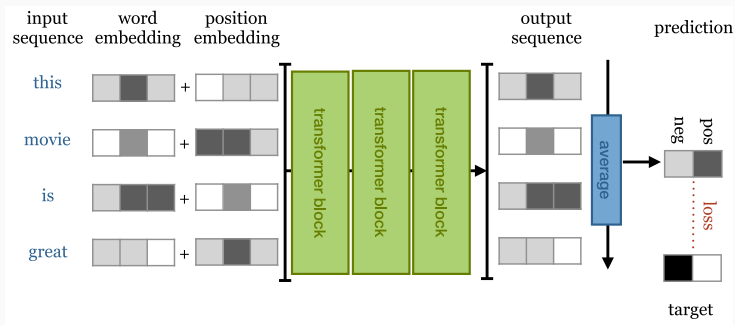 input sequence
word embedding
position embedding
output sequence
prediction
this
+
movie
+
is
+
great
+
transformer block
transformer block
transformer block
average
neg
pos
loss
target